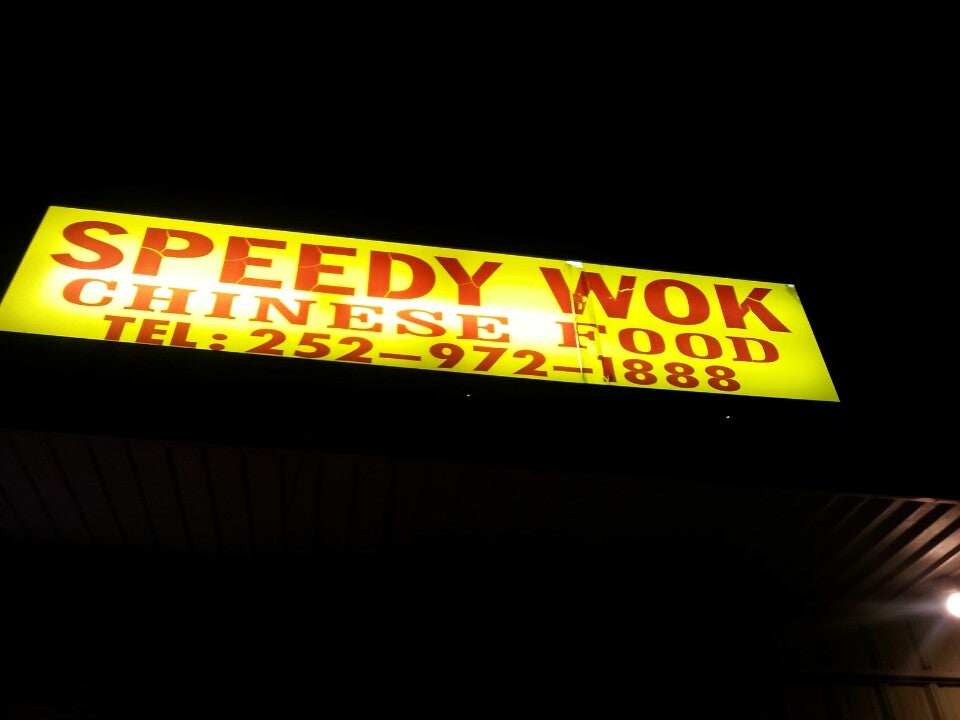 SPEEDY WOK
CHINESE FOOD
TEL: 252-972-1888